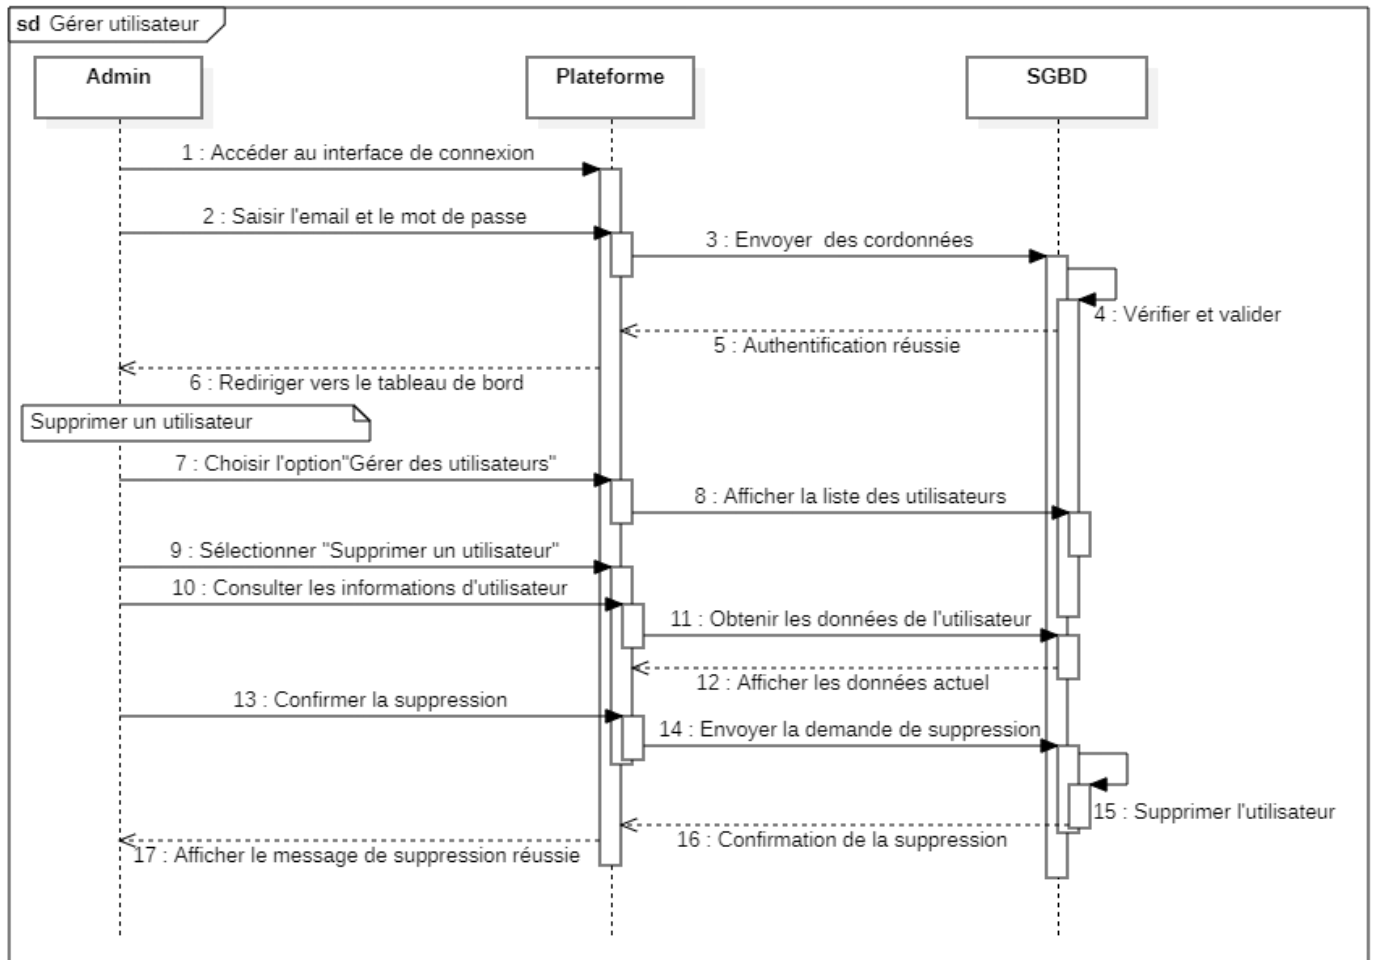 sd Gérer utilisateur
Admin
Plateforme
SGBD
1 : Accéder au interface de connexion
2 : Saisir l'email et le mot de passe
3 : Envoyer des cordonnées
4 : Vérifier et valider
5 : Authentification réussie
6 : Rediriger vers le tableau de bord
Supprimer un utilisateur
7 : Choisir l'option"Gérer des utilisateurs"
8 : Afficher la liste des utilisateurs
9 : Sélectionner "Supprimer un utilisateur"
10 : Consulter les informations d'utilisateur
11 : Obtenir les données de l'utilisateur
12 : Afficher les données actuel
13 : Confirmer la suppression
14 : Envoyer la demande de suppression
15 : Supprimer l'utilisateur
16 : Confirmation de la suppression
17 : Afficher le message de suppression réussie